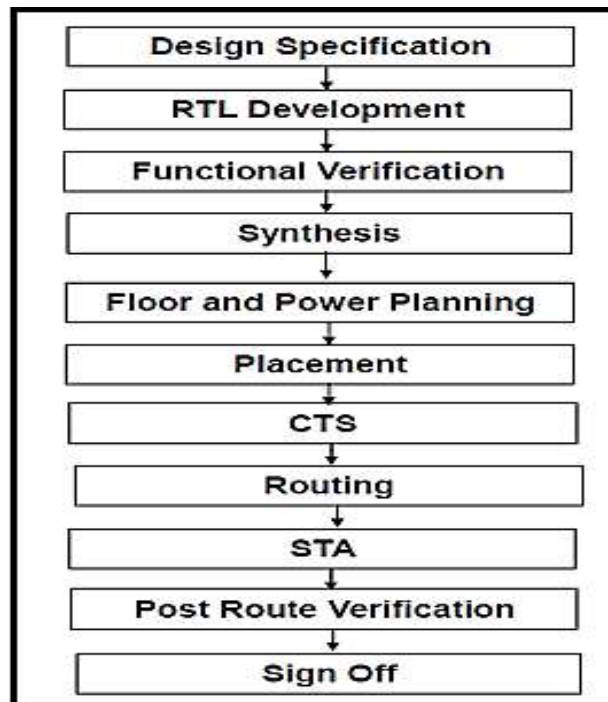 Design Specification
RTL Development
Functional Verification
Synthesis
Floor and Power Planning
Placement
CTS
Routing
STA
Post Route Verification
Sign Off